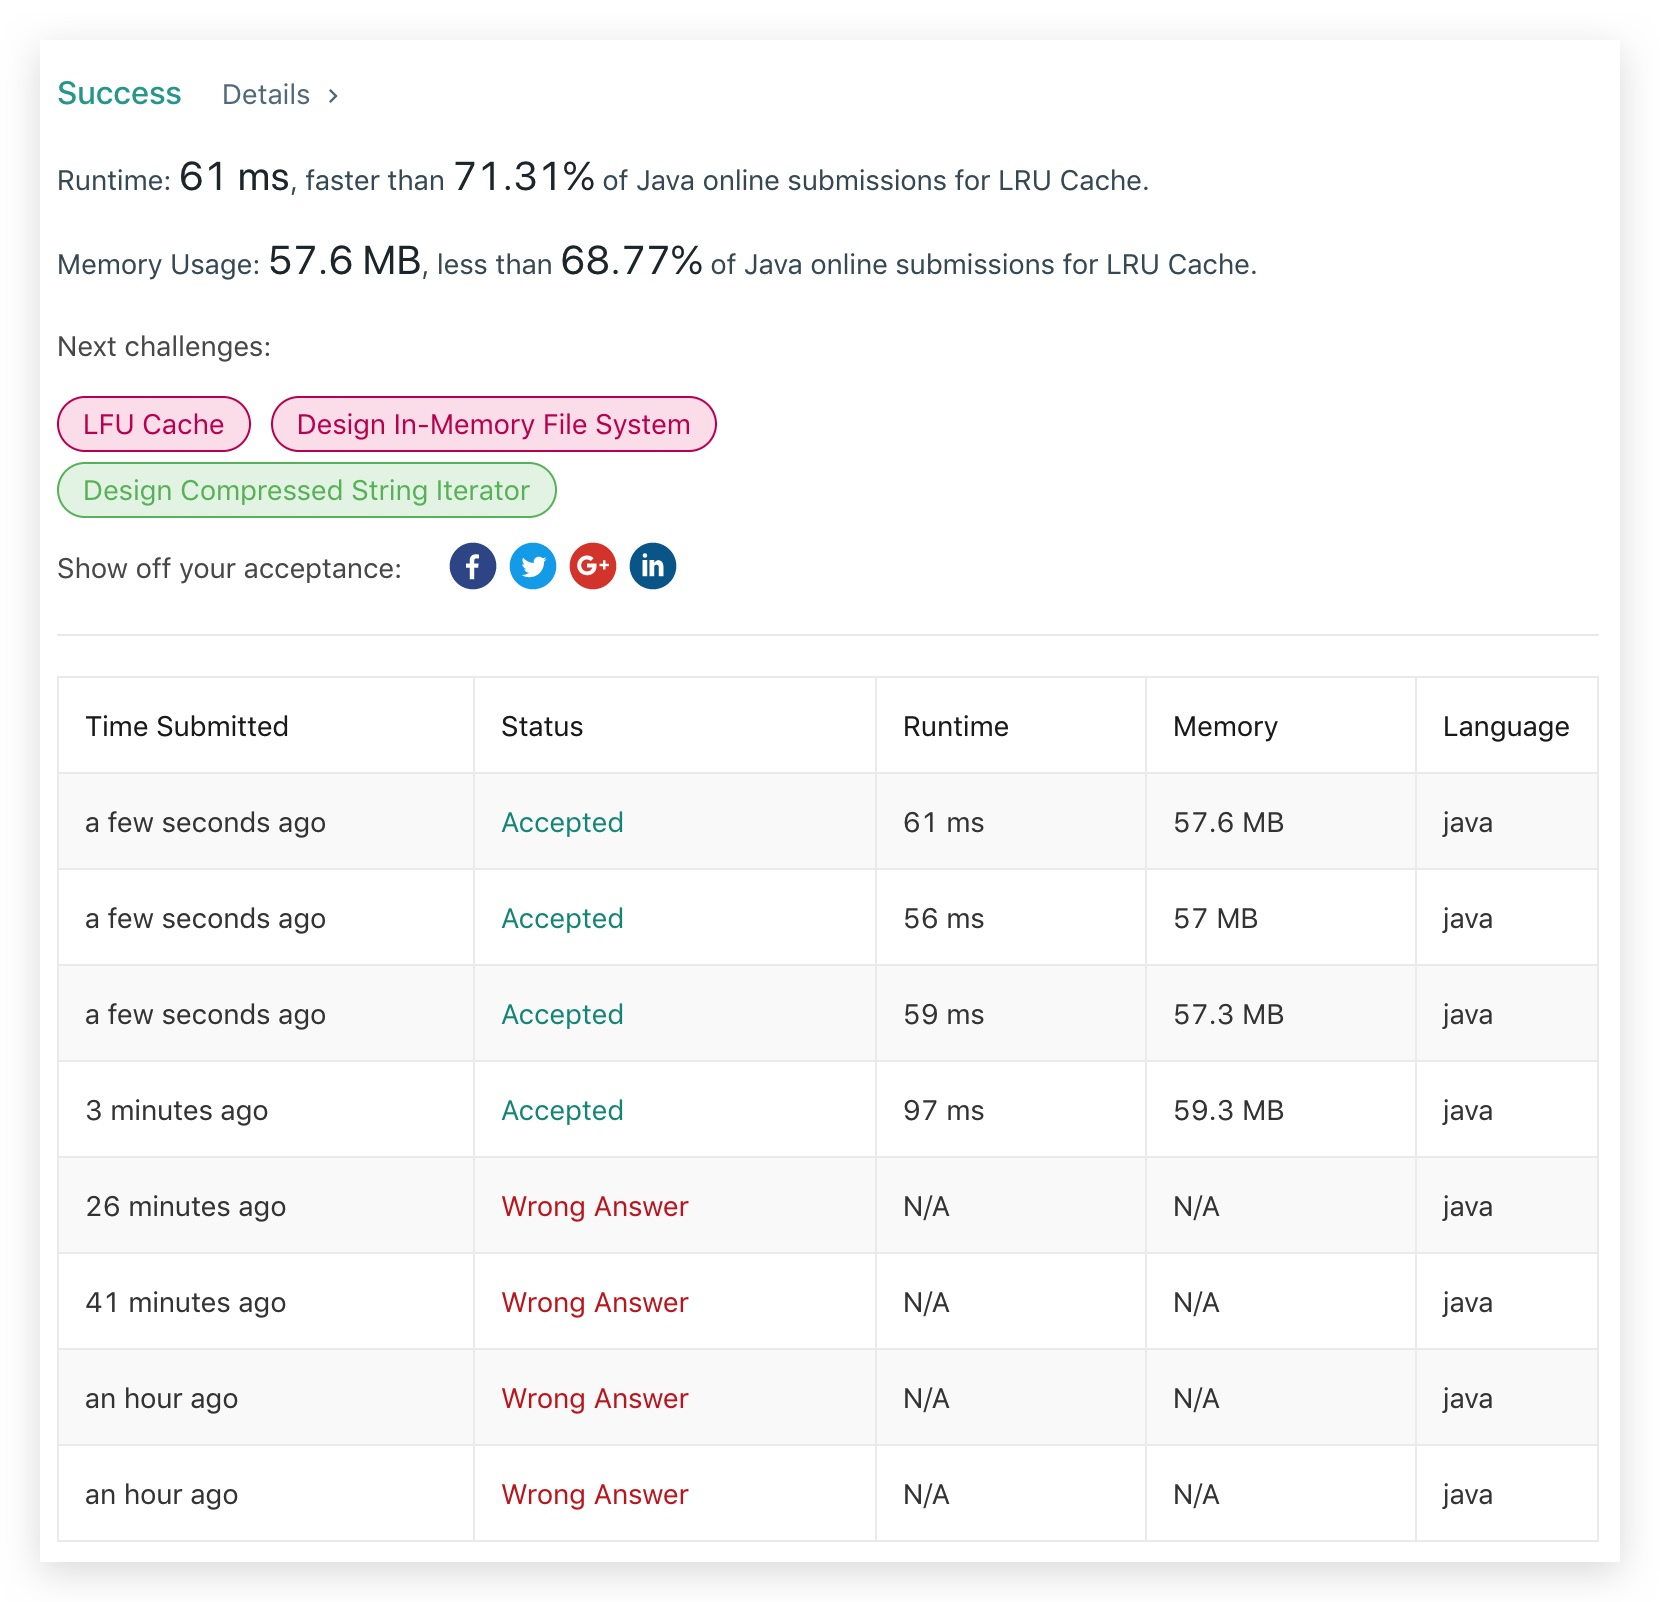 Success Details >
Runtime: 61 ms, faster than 71.31% of Java online submissions for LRU Cache.
Memory Usage: 57.6 MB, less than 68.77% of Java online submissions for LRU Cache.
Next challenges:
LFU Cache Design In-Memory File System
Design Compressed String Iterator
Show off your acceptance: f G+ in
Time Submitted Status Runtime Memory Language
a few seconds ago Accepted 61 ms 57.6 MB java
a few seconds ago Accepted 56 ms 57 MB java
a few seconds ago Accepted 59 ms 57.3 MB java
3 minutes ago Accepted 97 ms 59.3 MB java
26 minutes ago Wrong Answer N/A N/A java
41 minutes ago Wrong Answer N/A N/A java
an hour ago Wrong Answer N/A N/A java
an hour ago Wrong Answer N/A N/A java